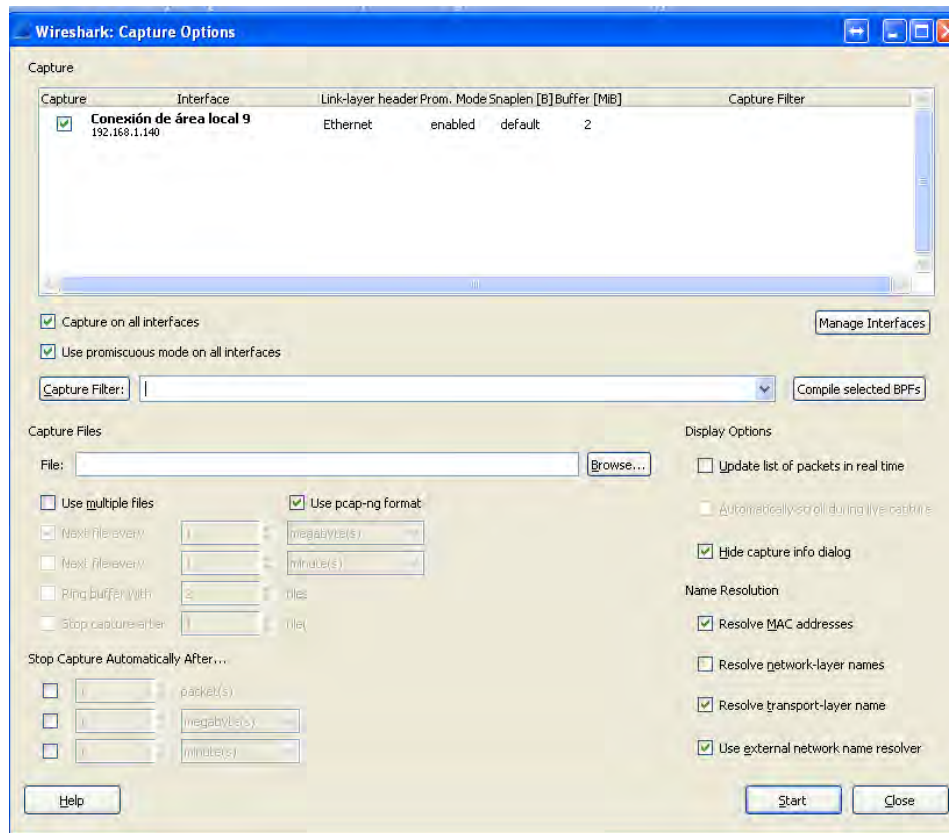 Wireshark: Capture Options
Capture
Capture Interface Link-layer header Prom. Mode Snaplen [B] Buffer [MiB] Capture Filter
Conexión de área local 9
192.168.1.140
Ethernet enabled default 2
Capture on all interfaces
Manage Interfaces
Use promiscuous mode on all interfaces
Capture Filter:
Compile selected BPFs
Capture Files
Display Options
File:
Browse...
Update list of packets in real time
Use multiple files
Use pcap-ng format
Automatically scroll during live capture
Next file every 1 megabyte(s)
Next file every 1 minute(s)
Hide capture info dialog
Ring buffer with 2 files
Name Resolution
Stop capture after 1 file(
Resolve MAC addresses
Stop Capture Automatically After...
Resolve network-layer names
1 packet(s)
Resolve transport-layer name
1 megabyte(s)
1 minute(s)
Use external network name resolver
Help
Start
Close